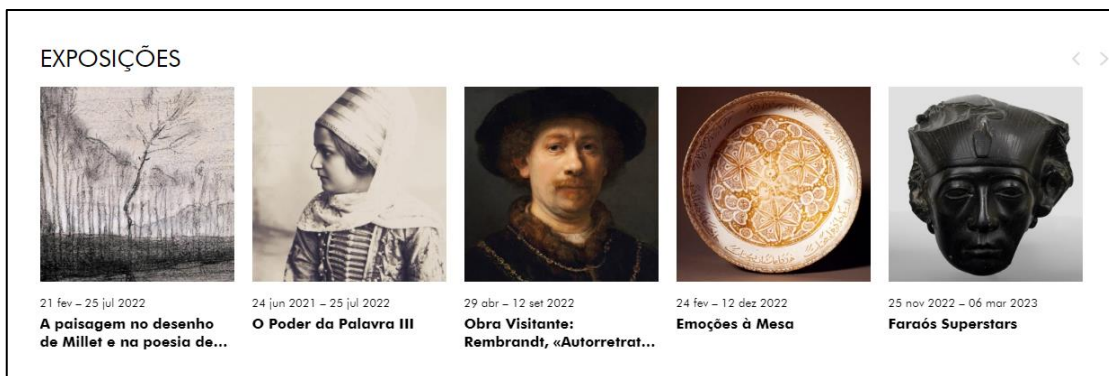 EXPOSIÇÕES
21 fev – 25 jul 2022
A paisagem no desenho
de Millet e na poesia de...
24 jun 2021 – 25 jul 2022
O Poder da Palavra III
29 abr – 12 set 2022
Obra Visitante:
Rembrandt, «Autorretrat...
24 fev – 12 dez 2022
Emoções à Mesa
25 nov 2022 – 06 mar 2023
Faraós Superstars